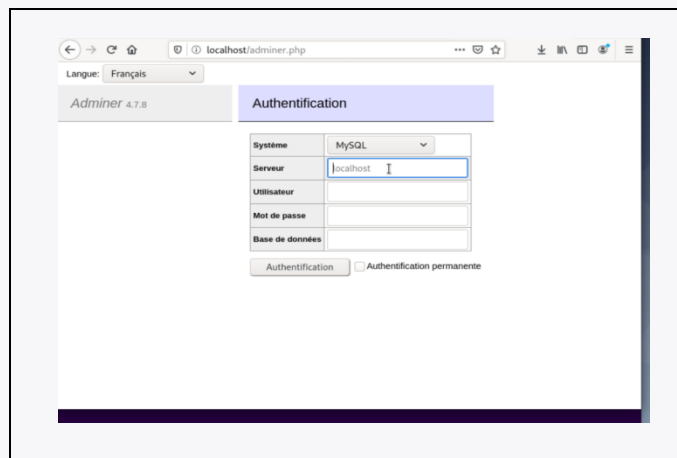 localhost/adminer.php
Langue: Français
Adminer 4.7.8
Authentification
Système MySQL
Serveur localhost
Utilisateur
Mot de passe
Base de données
Authentification Authentification permanente